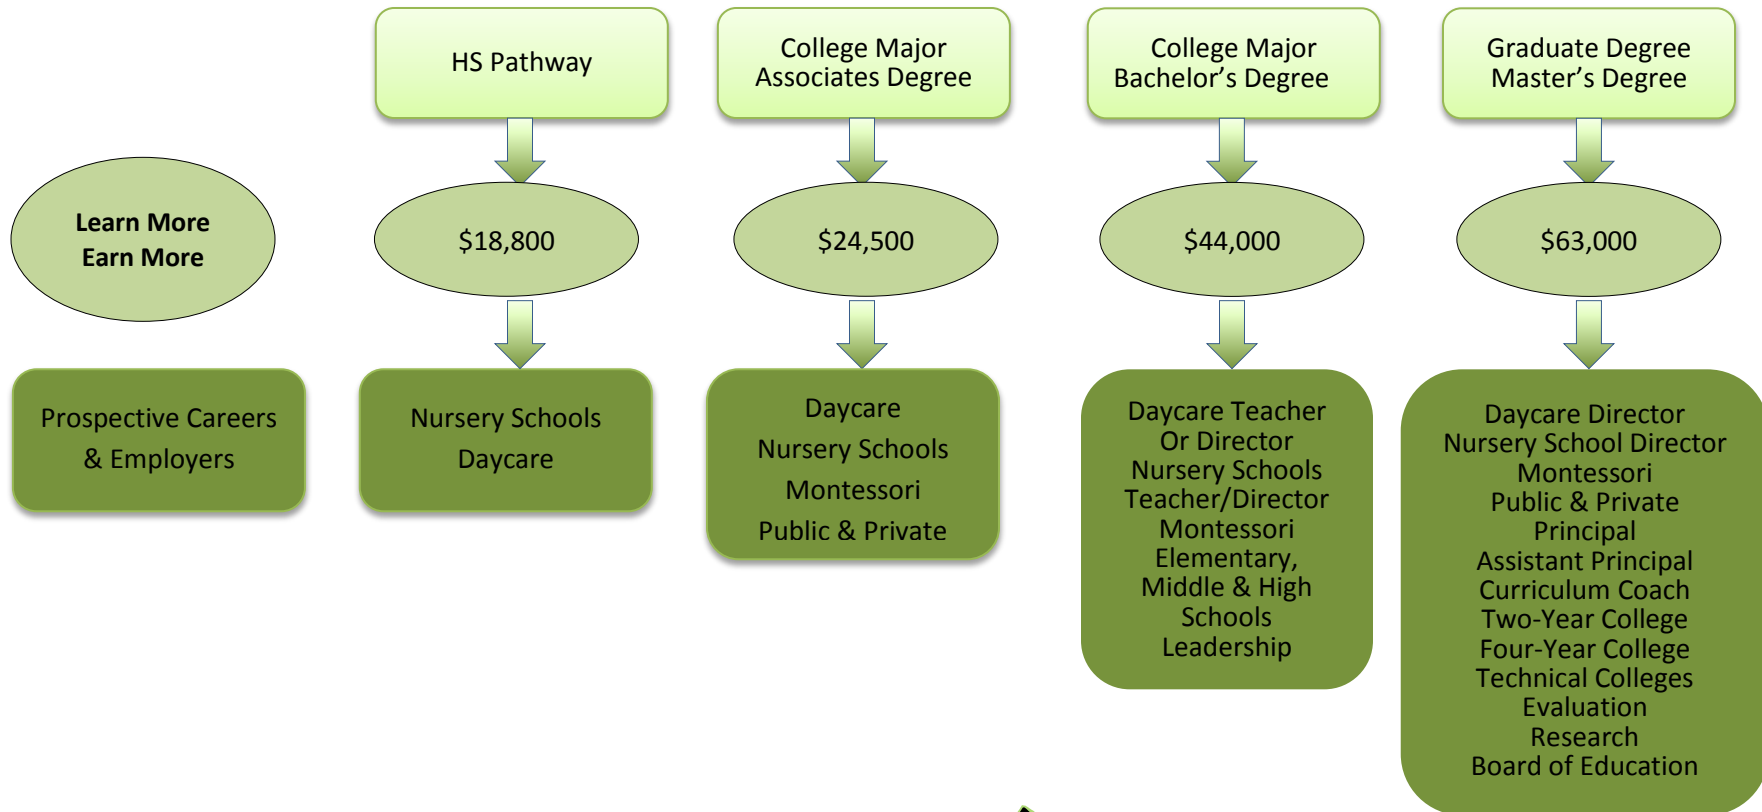 HS Pathway
College Major
Associates Degree
College Major
Bachelor’s Degree
Graduate Degree
Master’s Degree
Learn More
Earn More
$18,800
$24,500
$44,000
$63,000
Prospective Careers
& Employers
Nursery Schools
Daycare
Daycare
Nursery Schools
Montessori
Public & Private
Daycare Teacher
Or Director
Nursery Schools
Teacher/Director
Montessori
Elementary,
Middle & High
Schools
Leadership
Daycare Director
Nursery School Director
Montessori
Public & Private
Principal
Assistant Principal
Curriculum Coach
Two-Year College
Four-Year College
Technical Colleges
Evaluation
Research
Board of Education